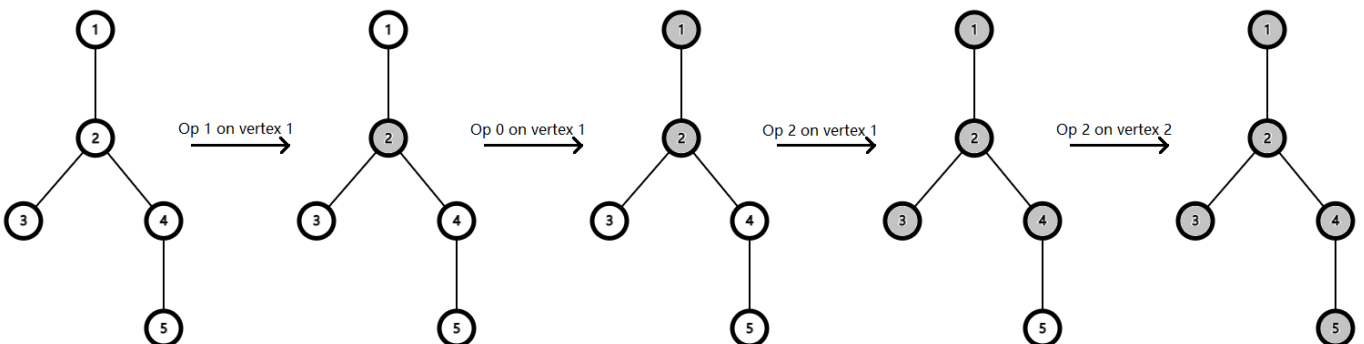 1 1 1 1 1
Op 1 on vertex 1 Op 0 on vertex 1 Op 2 on vertex 1 Op 2 on vertex 2
2 2 2 2 2
3 4 3 4 3 4 3 4 3 4
5 5 5 5 5